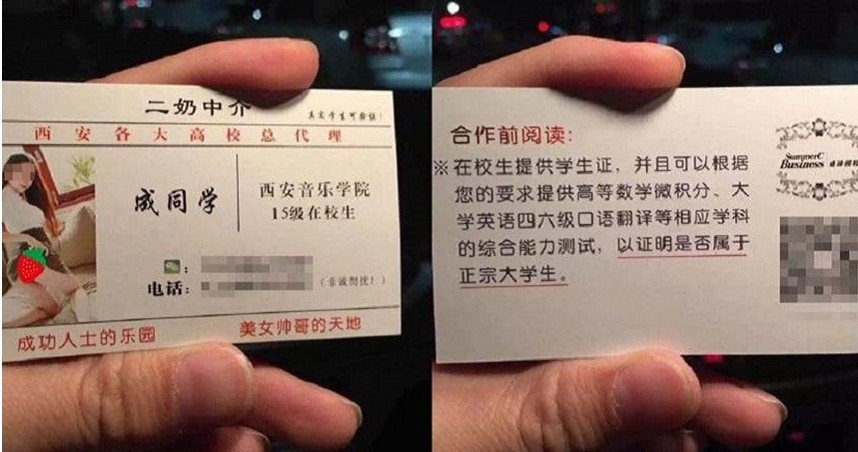 二奶中介
真实学生可验证!
西安各大高校总代理
成同学
西安音乐学院
15级在校生
:
电话:
(非诚勿扰!)
成功人士的乐园
美女帅哥的天地
合作前阅读:
※在校生提供学生证,并且可以根据
您的要求提供高等数学微积分、大
学英语四六级口语翻译等相应学科
的综合能力测试,以证明是否属于
正宗大学生。
SummerC
Business